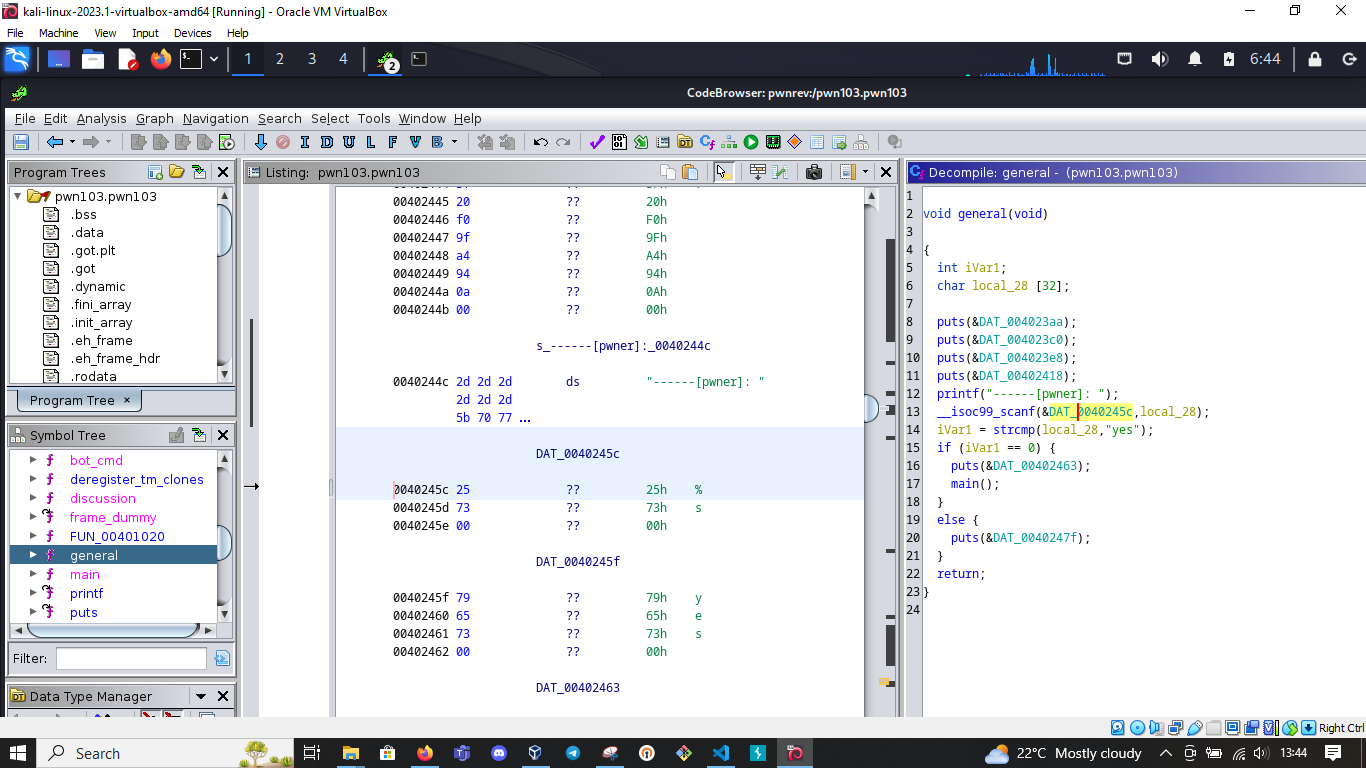 kali-linux-2023.1-virtualbox-amd64 [Running] - Oracle VM VirtualBox
File Machine View Input Devices Help
1 2 3 4 2 6:44
CodeBrowser: pwnrev:/pwn103.pwn103
File Edit Analysis Graph Navigation Search Select Tools Window Help
I D U L F V B
Program Trees
pwn103.pwn103
.bss
.data
.got.plt
.got
.dynamic
.fini_array
.init_array
.eh_frame
.eh_frame_hdr
.rodata
Program Tree ×
Symbol Tree
bot_cmd
deregister_tm_clones
discussion
frame_dummy
FUN_00401020
general
main
printf
puts
Filter:
Data Type Manager
Listing: pwn103.pwn103
00402445 20 ?? 20h
00402446 f0 ?? F0h
00402447 9f ?? 9Fh
00402448 a4 ?? A4h
00402449 94 ?? 94h
0040244a 0a ?? 0Ah
0040244b 00 ?? 00h
s_------[pwner]:_0040244c
0040244c 2d 2d 2d ds "------[pwner]: "
2d 2d 2d
5b 70 77 ...
DAT_0040245c
0040245c 25 ?? 25h %
0040245d 73 ?? 73h s
0040245e 00 ?? 00h
DAT_0040245f
0040245f 79 ?? 79h y
00402460 65 ?? 65h e
00402461 73 ?? 73h s
00402462 00 ?? 00h
DAT_00402463
Decompile: general - (pwn103.pwn103)
1
2 void general(void)
3
4 {
5 int iVar1;
6 char local_28 [32];
7
8 puts(&DAT_004023aa);
9 puts(&DAT_004023c0);
10 puts(&DAT_004023e8);
11 puts(&DAT_00402418);
12 printf("------[pwner]: ");
13 __isoc99_scanf(&DAT_0040245c,local_28);
14 iVar1 = strcmp(local_28,"yes");
15 if (iVar1 == 0) {
16 puts(&DAT_00402463);
17 main();
18 }
19 else {
20 puts(&DAT_0040247f);
21 }
22 return;
23 }
24
Right Ctrl
Search
22°C Mostly cloudy
13:44